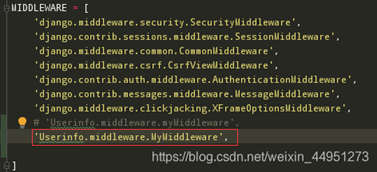 MIDDLEWARE = [
'django.middleware.security.SecurityMiddleware',
'django.contrib.sessions.middleware.SessionMiddleware',
'django.middleware.common.CommonMiddleware',
'django.middleware.csrf.CsrfViewMiddleware',
'django.contrib.auth.middleware.AuthenticationMiddleware',
'django.contrib.messages.middleware.MessageMiddleware',
'django.middleware.clickjacking.XFrameOptionsMiddleware',
# 'Userinfo.middleware.myMiddleware',
'Userinfo.middleware.MyMiddleware',
https://blog.csdn.net/weixin_44951273
]